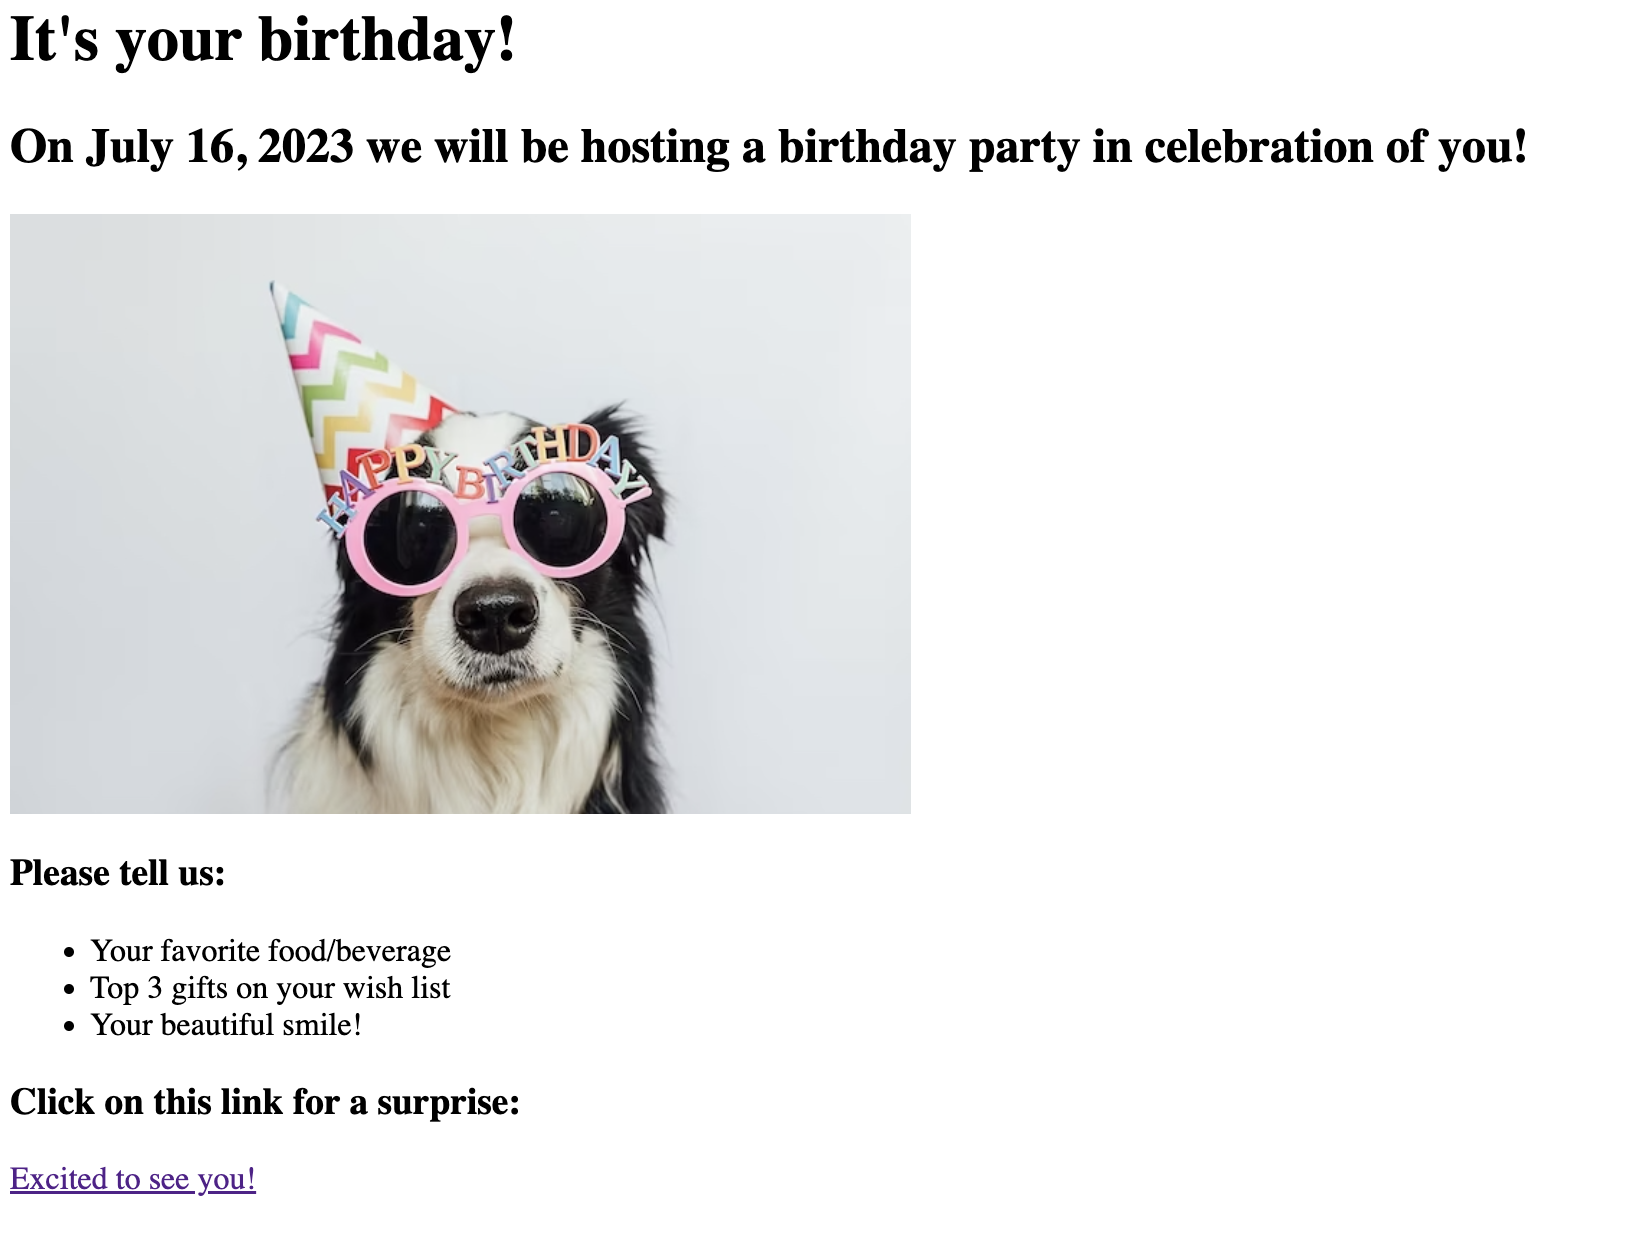 It's your birthday!
On July 16, 2023 we will be hosting a birthday party in celebration of you!
HAPPY BIRTHDAY!
Please tell us:
Your favorite food/beverage
Top 3 gifts on your wish list
Your beautiful smile!
Click on this link for a surprise:
Excited to see you!